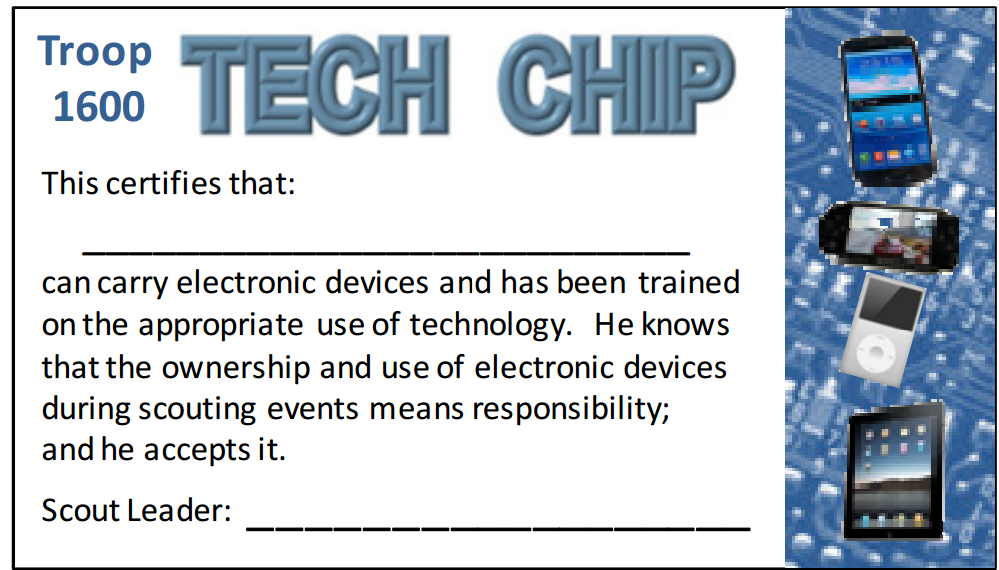 Troop
1600
TECH CHIP
This certifies that:
can carry electronic devices and has been trained
on the appropriate use of technology. He knows
that the ownership and use of electronic devices
during scouting events means responsibility;
and he accepts it.
Scout Leader: